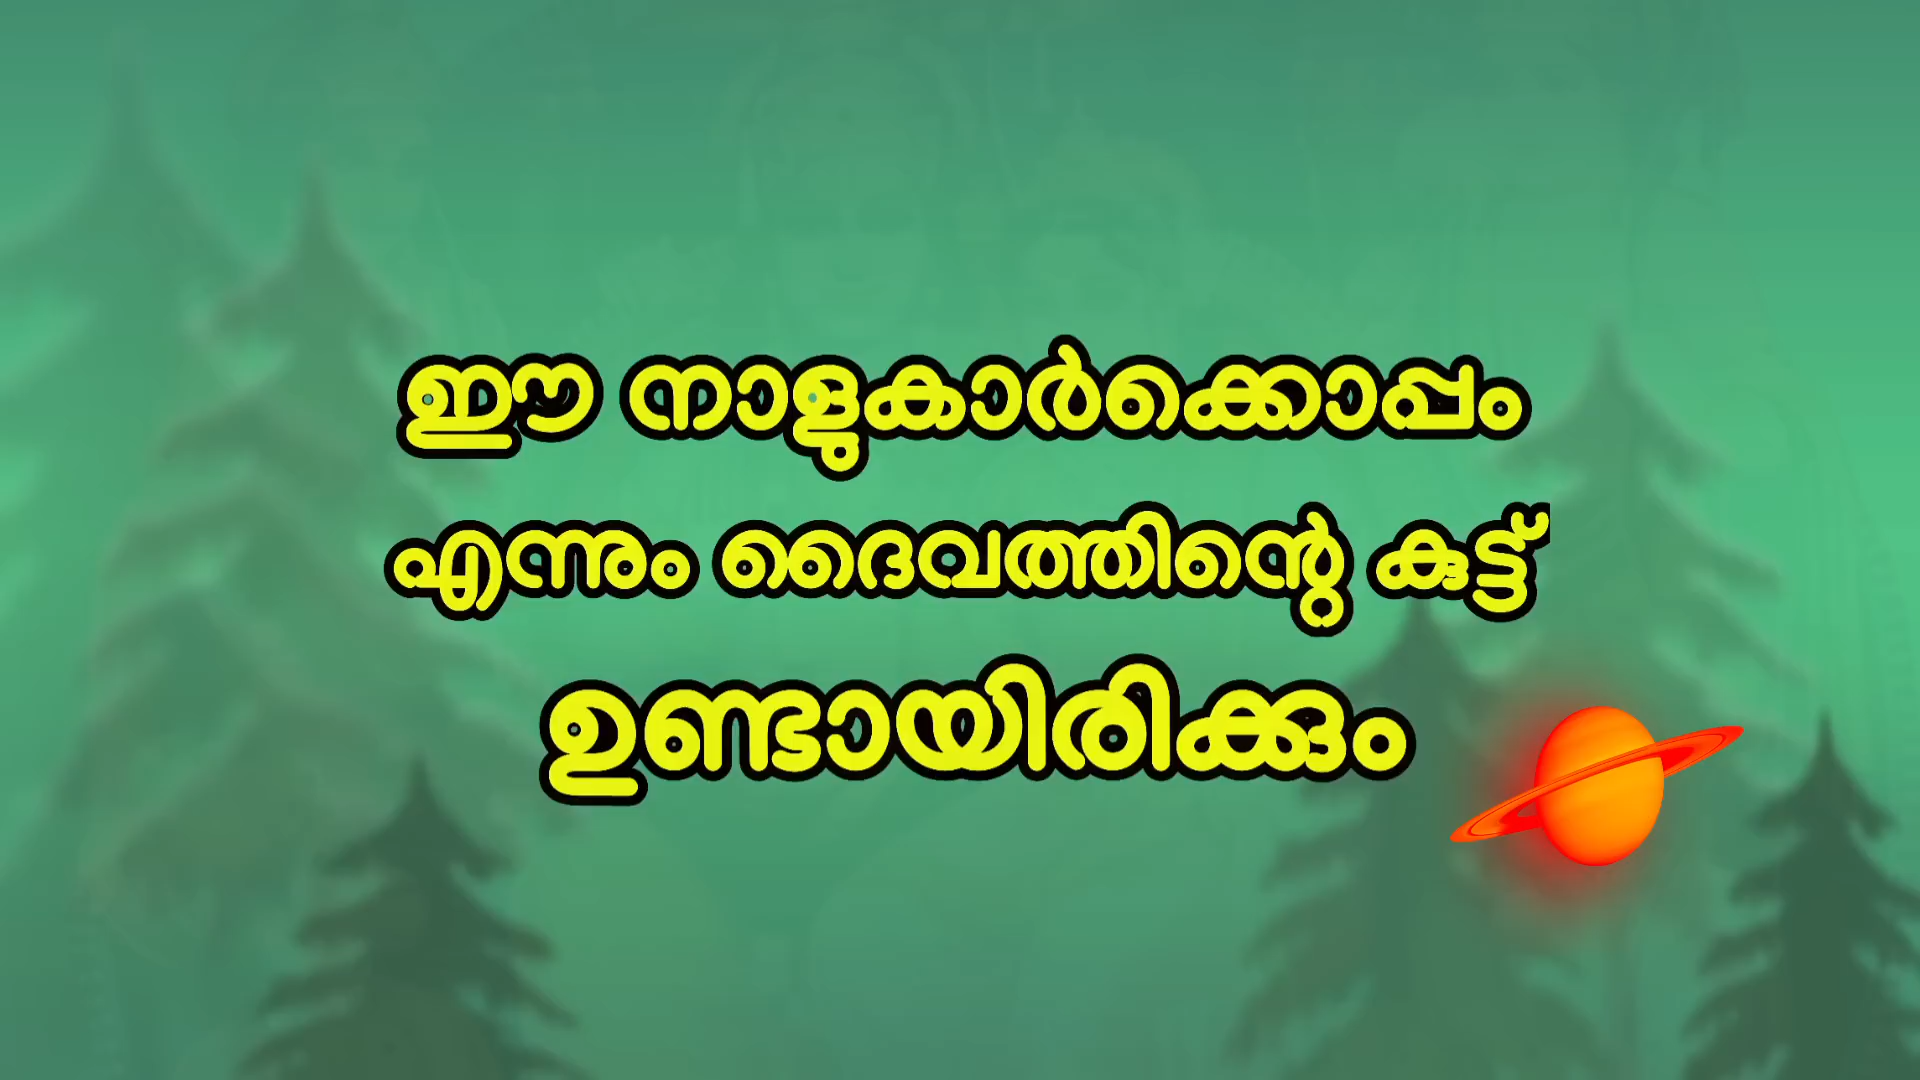 ഈ നാളുകാർക്കൊപ്പം
എന്നും ദൈവത്തിന്റെ കുട്ട്
ഉണ്ടായിരിക്കും